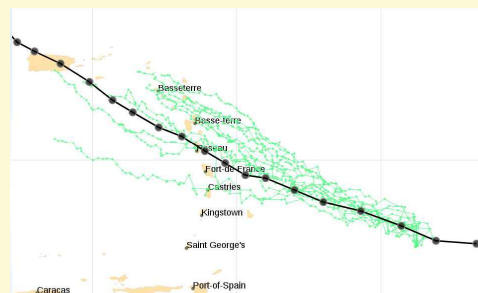 Basseterre
Basse-terre
Roseau
Fort-de-France
Castries
Kingstown
Saint George's
Port-of-Spain
Caracas